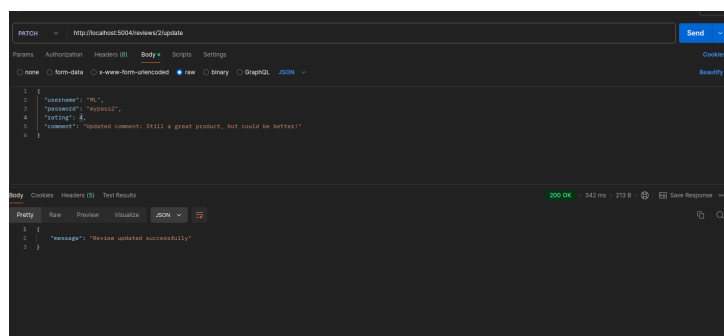 PATCH http://localhost:5004/reviews/2/update Send
Params Authorization Headers (8) Body Scripts Settings Cookies
none form-data x-www-form-urlencoded raw binary GraphQL JSON Beautify
1 {
2 "username": "ML",
3 "password": "mypass2",
4 "rating": 4,
5 "comment": "Updated comment: Still a great product, but could be better!"
6 }
Body Cookies Headers (5) Test Results 200 OK 342 ms 213 B Save Response
Pretty Raw Preview Visualize JSON
1 {
2 "message": "Review updated successfully"
3 }